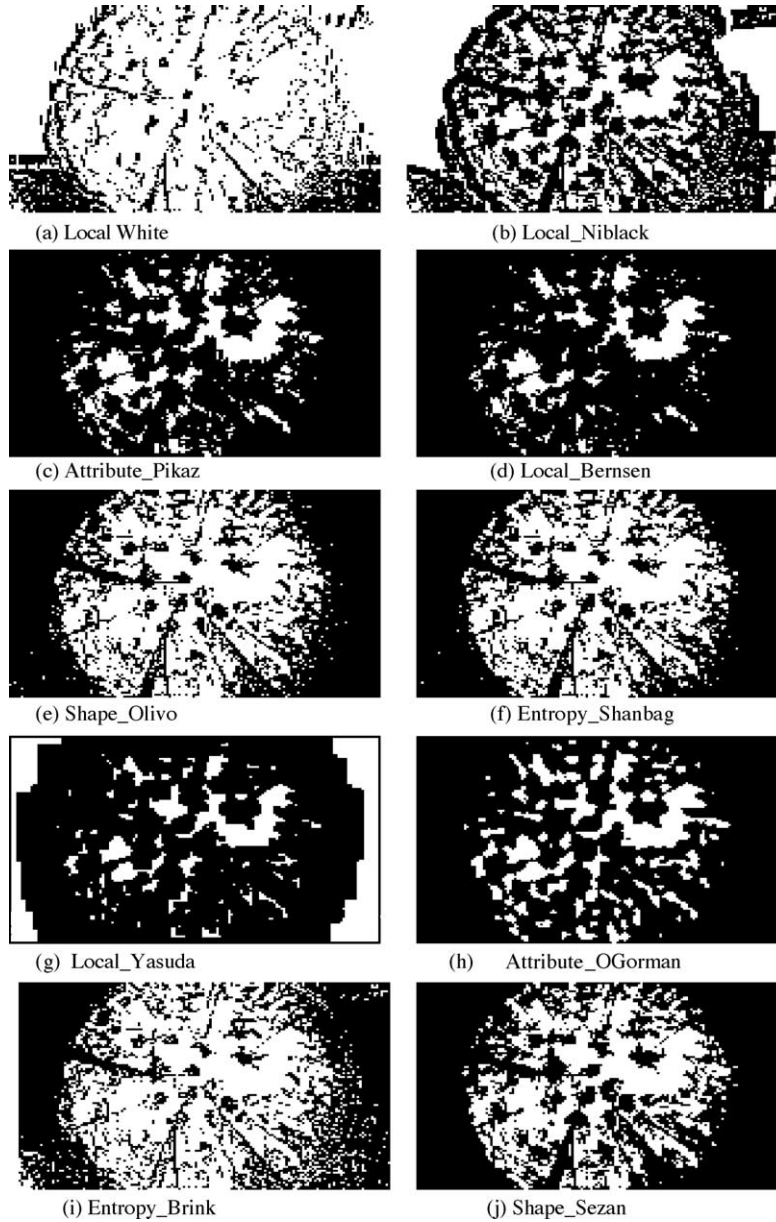 (a) Local White
(b) Local_Niblack
(c) Attribute_Pikaz
(d) Local_Bernsen
(e) Shape_Olivo
(f) Entropy_Shanbag
(g) Local_Yasuda
(h) Attribute_OGorman
(i) Entropy_Brink
(j) Shape_Sezan